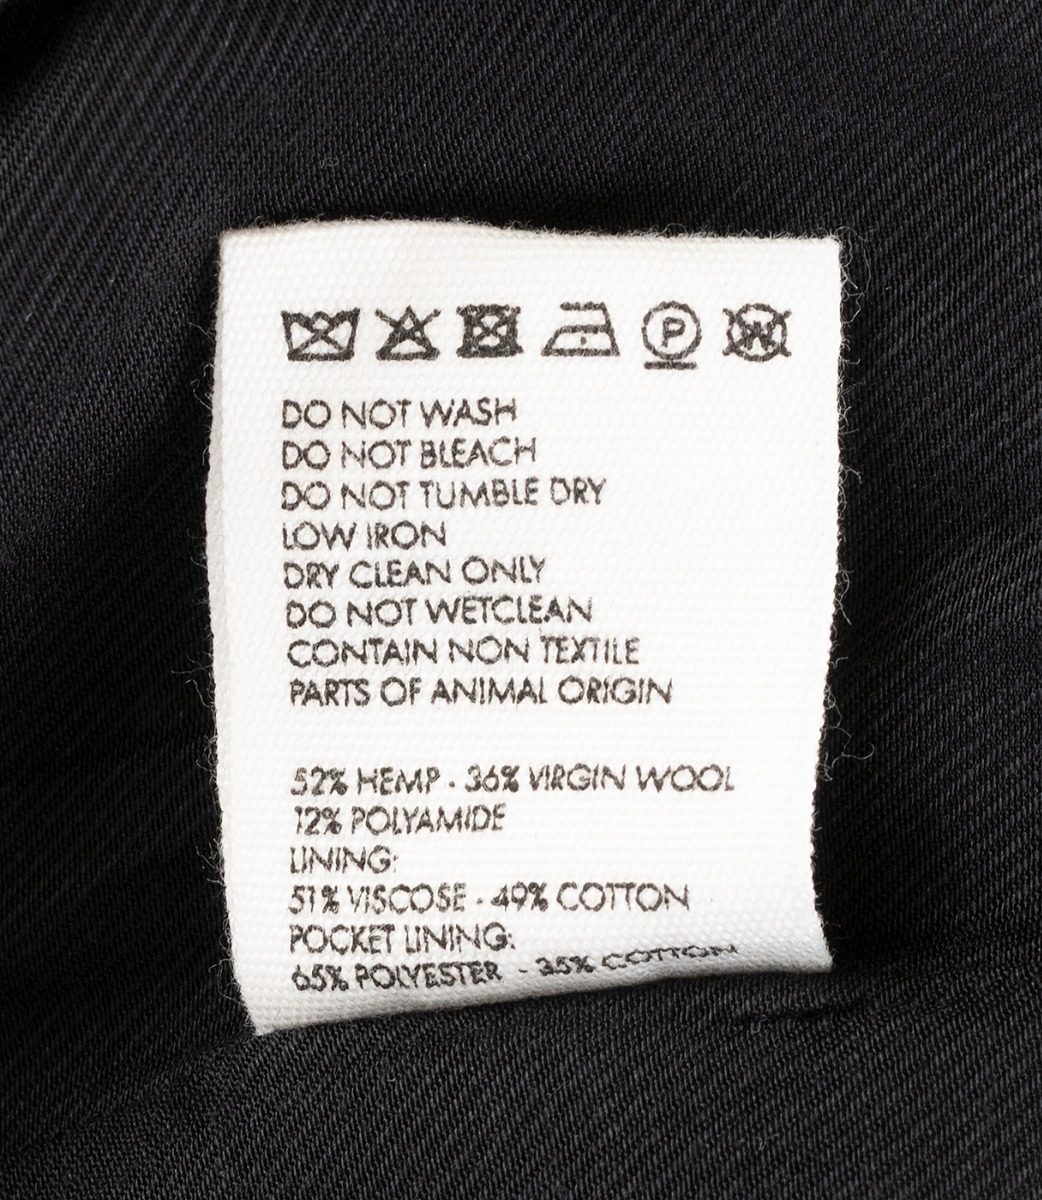 P W
DO NOT WASH
DO NOT BLEACH
DO NOT TUMBLE DRY
LOW IRON
DRY CLEAN ONLY
DO NOT WETCLEAN
CONTAIN NON TEXTILE
PARTS OF ANIMAL ORIGIN
52% HEMP - 36% VIRGIN WOOL
12% POLYAMIDE
LINING:
51% VISCOSE - 49% COTTON
POCKET LINING:
65% POLYESTER - 35% COTTON